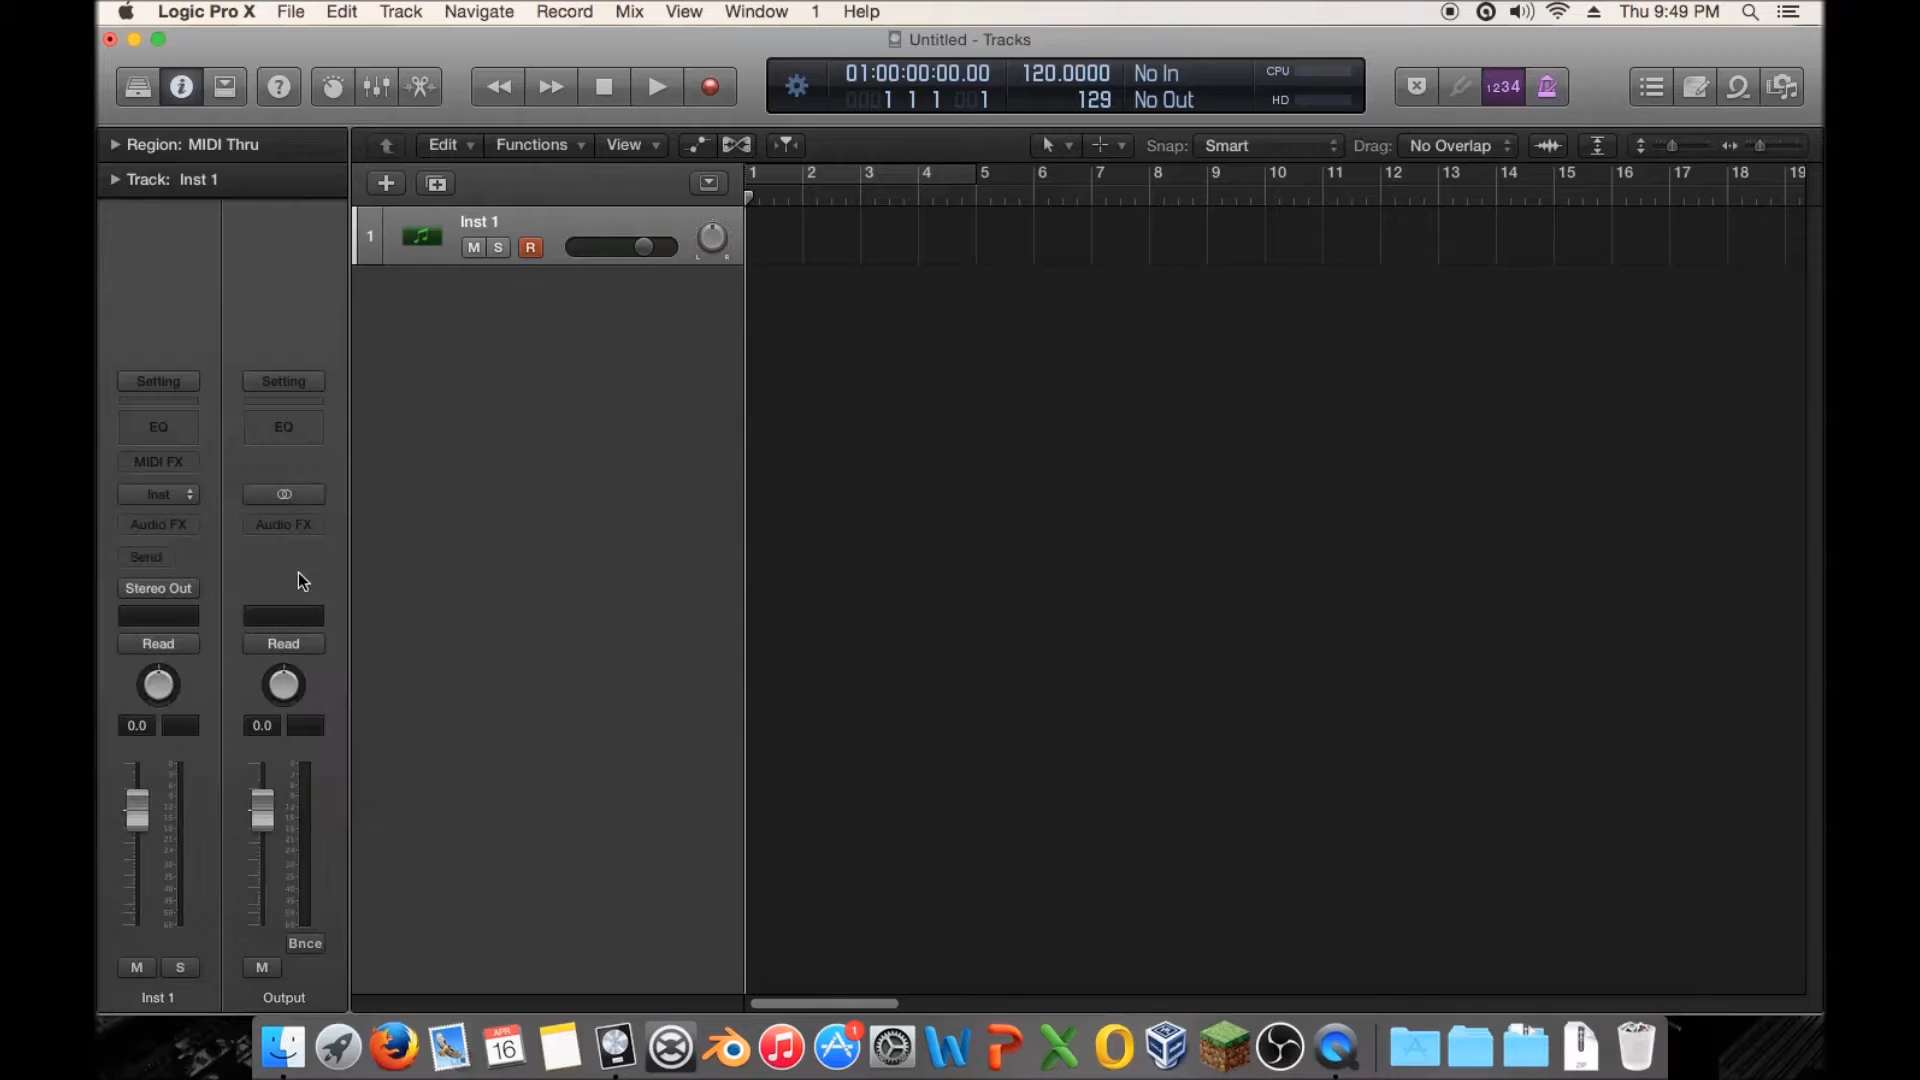 Logic Pro X File Edit Track Navigate Record Mix View Window 1 Help Thu 9:49 PM
Untitled - Tracks
01:00:00:00.00 120.0000 No In CPU
1 1 1 1 129 No Out HD
1234
Region: MIDI Thru
Edit Functions View Snap: Smart Drag: No Overlap
Track: Inst 1
1 2 3 4 5 6 7 8 9 10 11 12 13 14 15 16 17 18 19
1 Inst 1
M S R L R
Setting Setting
EQ EQ
MIDI FX
Inst
Audio FX Audio FX
Send
Stereo Out
Read Read
0.0 0.0
Bnce
M S M
Inst 1 Output
APR
16
1
ZIP